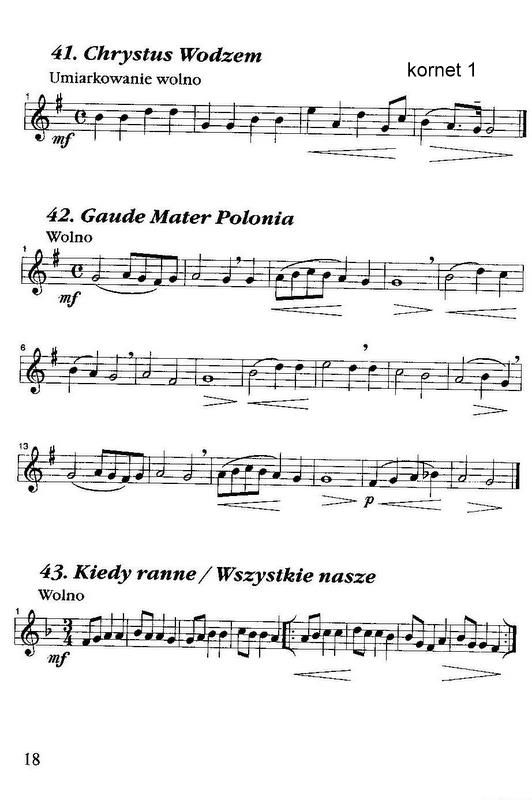 41. Chrystus Wodzem
kornet 1
Umiarkowanie wolno
1
mf
42. Gaude Mater Polonia
Wolno
1
mf
6
13
p
43. Kiedy ranne / Wszystkie nasze
Wolno
1
3
4
mf
18